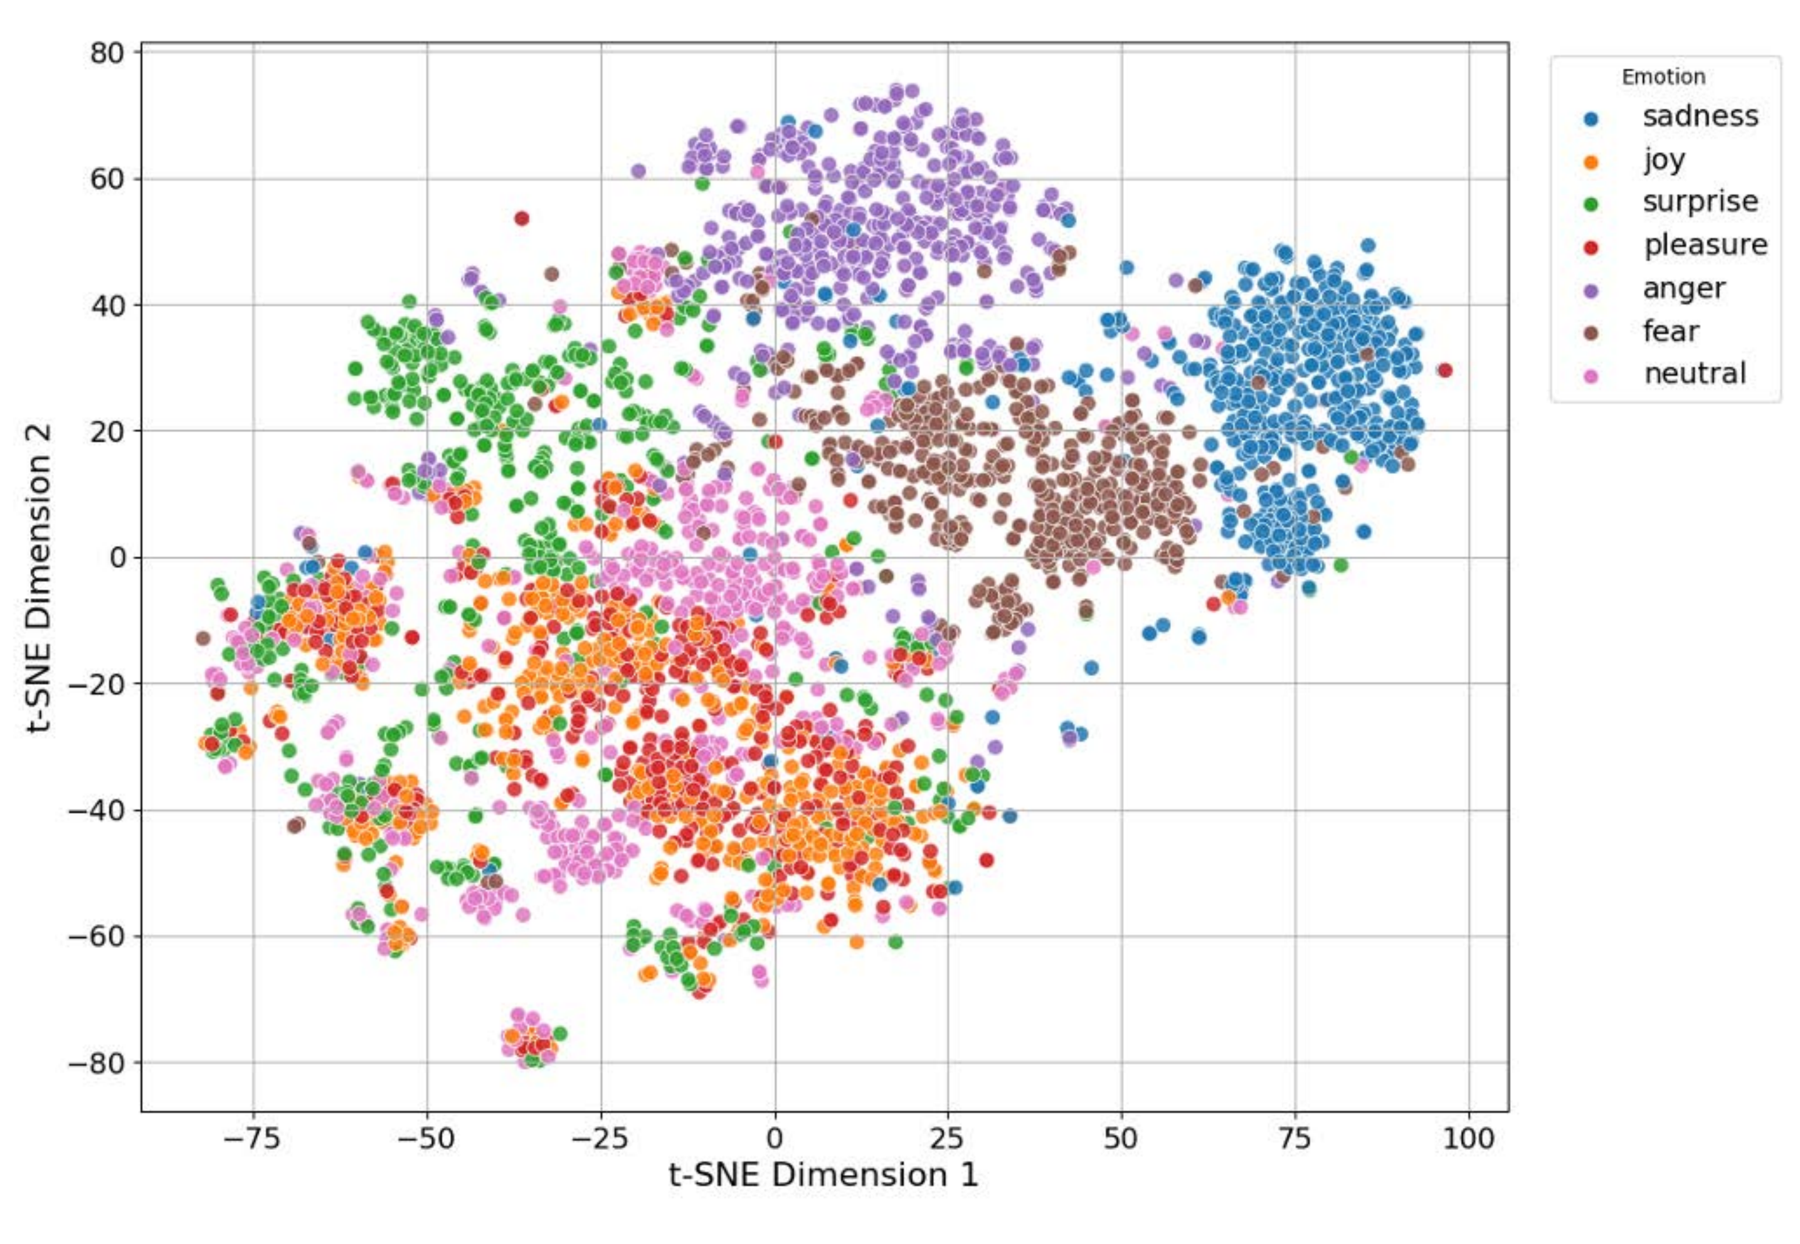 80
60
40
20
0
−20
−40
−60
−80
t-SNE Dimension 2
−75
−50
−25
0
25
50
75
100
t-SNE Dimension 1
Emotion
sadness
joy
surprise
pleasure
anger
fear
neutral